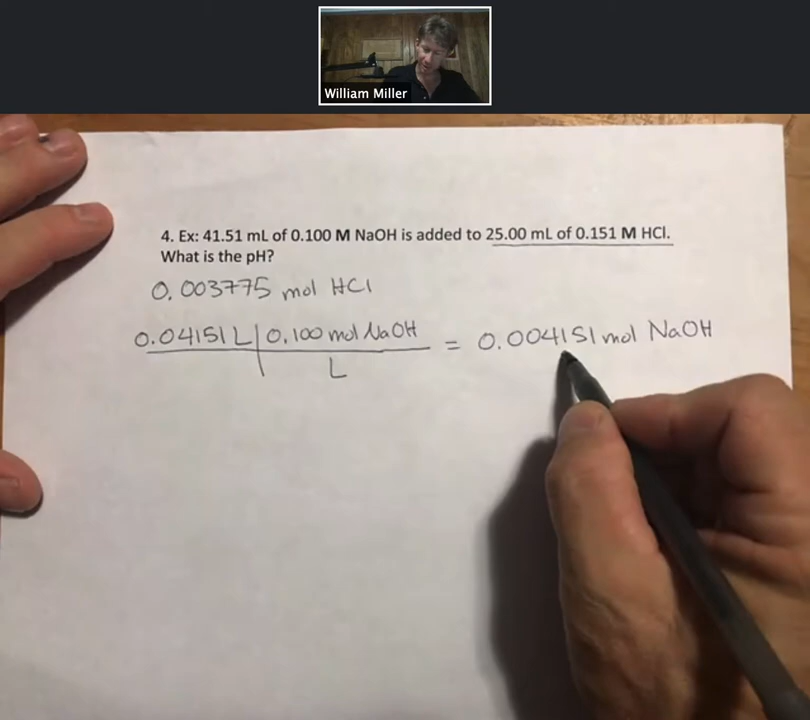 William Miller
4. Ex: 41.51 mL of 0.100 M NaOH is added to 25.00 mL of 0.151 M HCl.
What is the pH?
0.003775 mol HCl
0.04151 L | 0.100 mol NaOH = 0.004151 mol NaOH
L